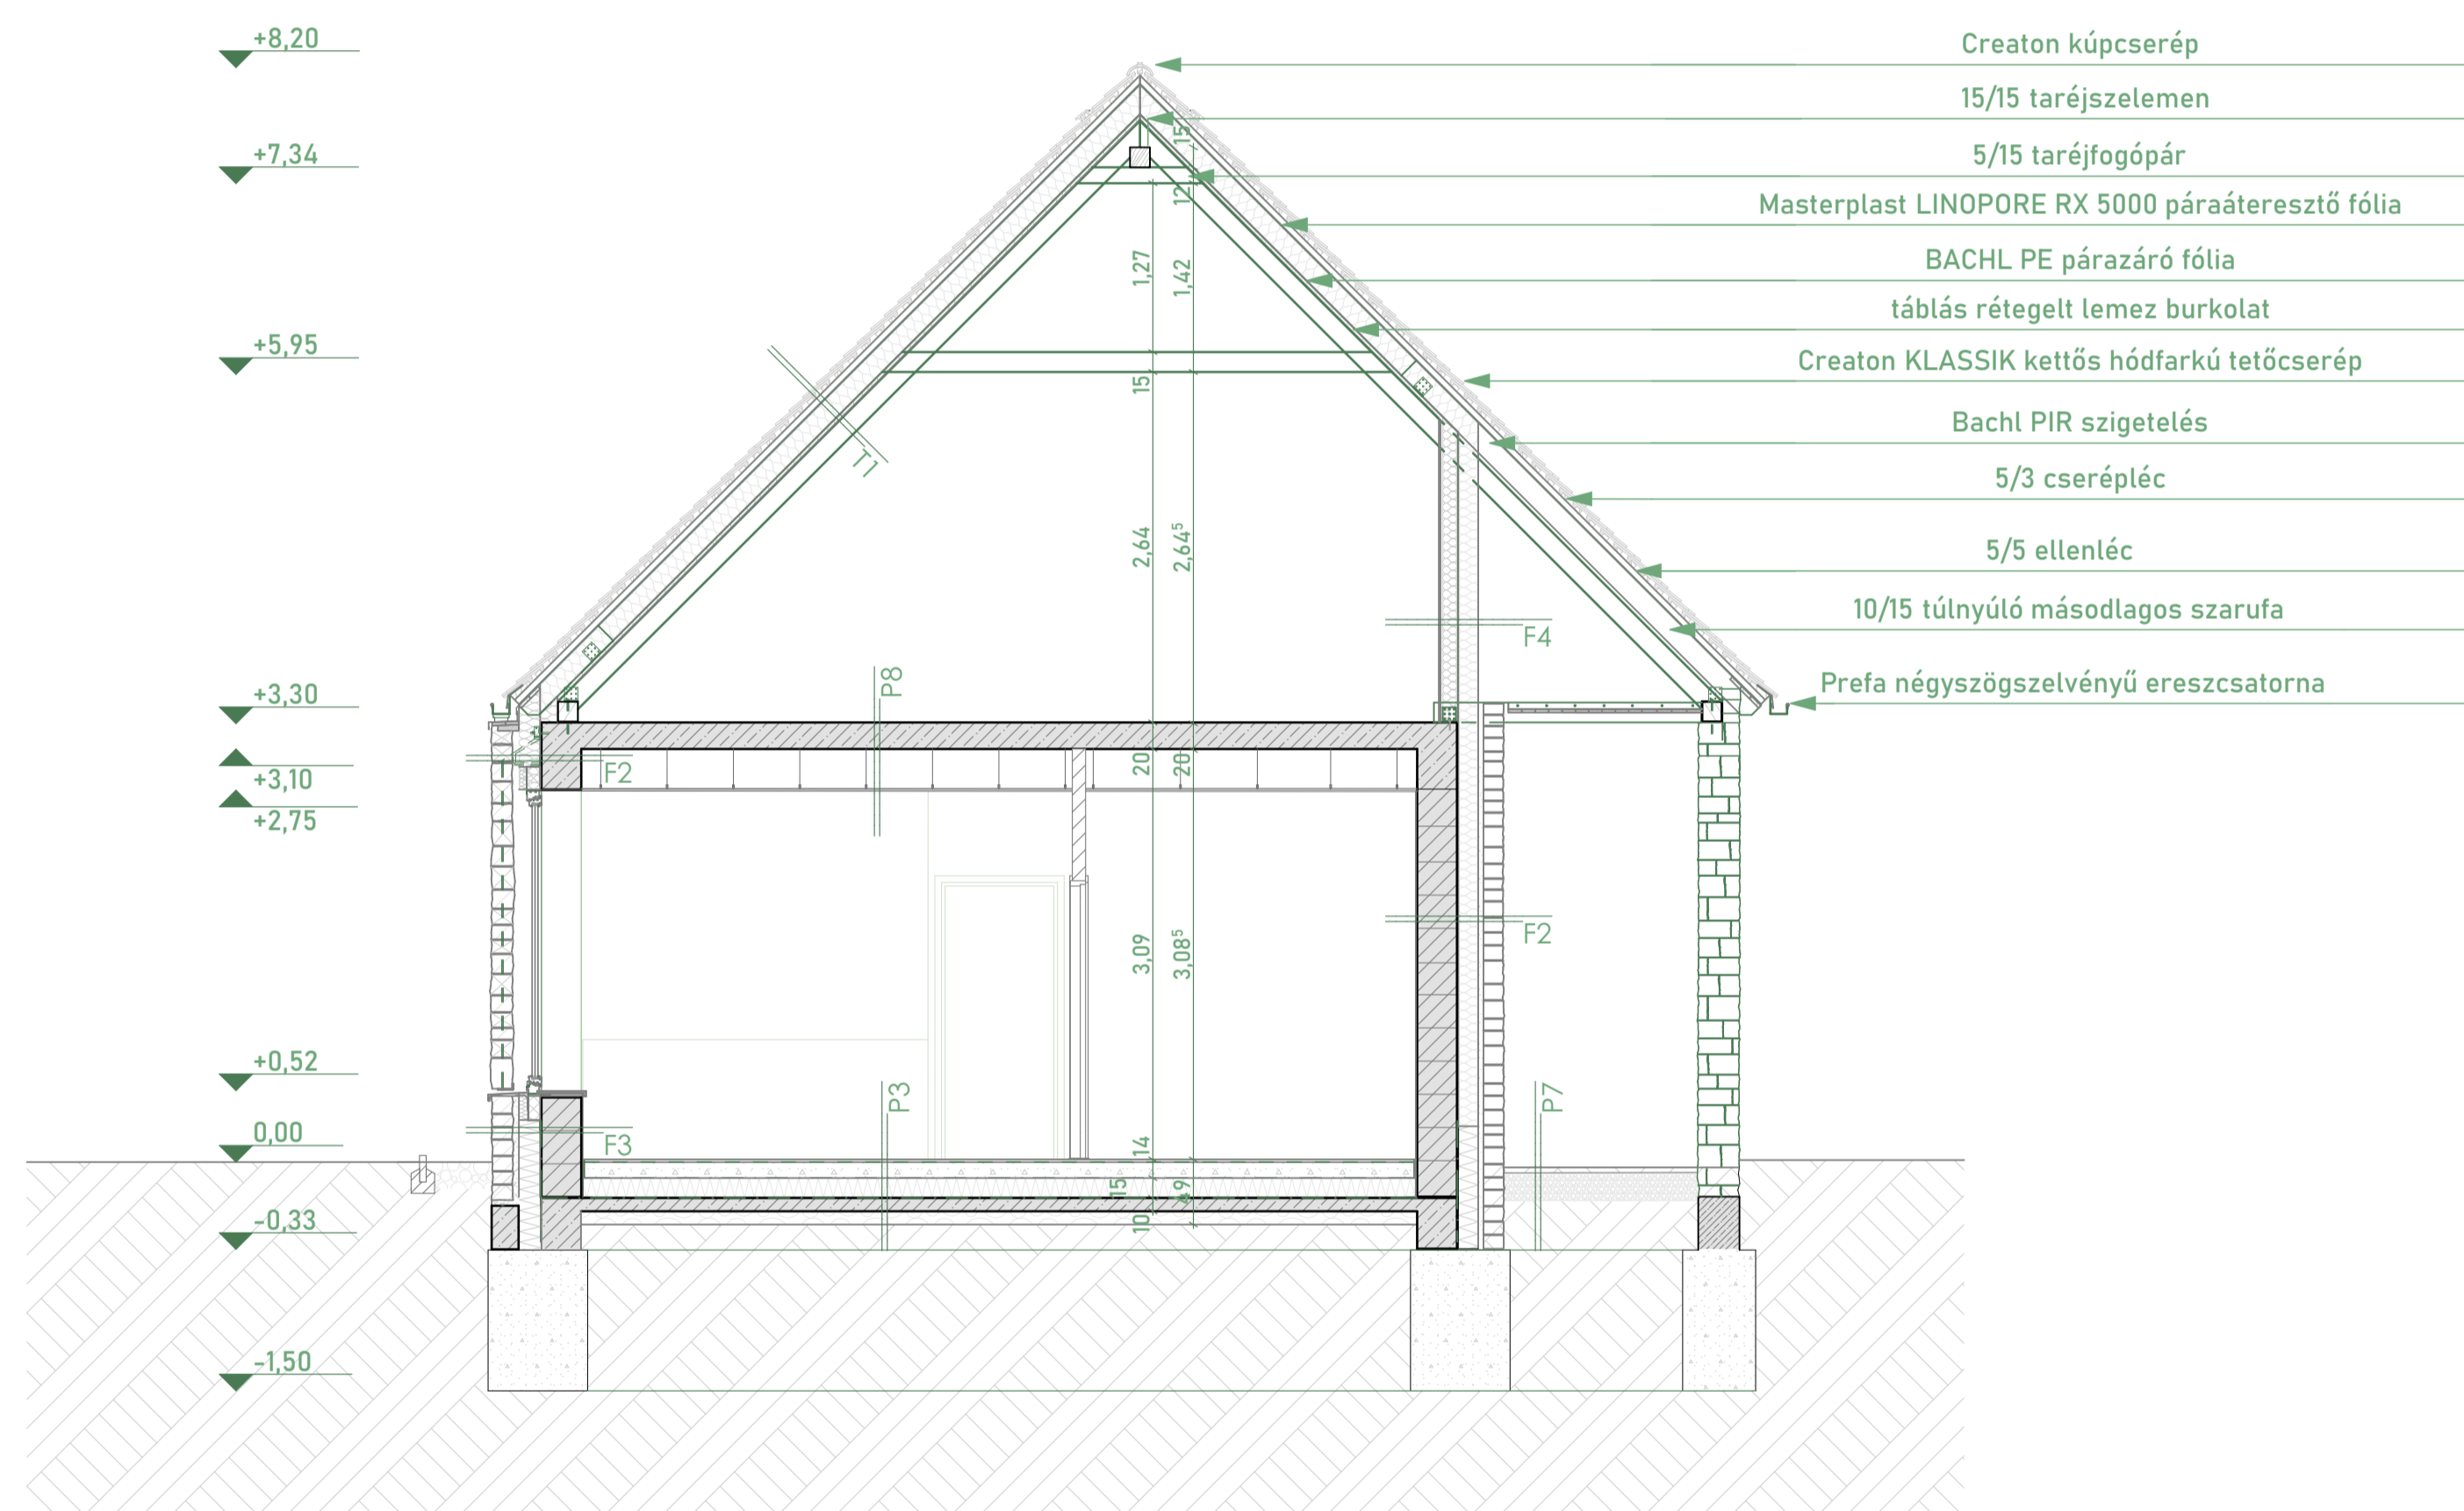 +8,20
+7,34
+5,95
+3,30
+3,10
+2,75
+0,52
0,00
-0,33
-1,50
Creaton kúpcserép
15/15 taréjszelemen
5/15 taréjfogópár
Masterplast LINOPORE RX 5000 páraáteresztő fólia
BACHL PE párazáró fólia
táblás rétegelt lemez burkolat
Creaton KLASSIK kettős hódfarkú tetőcserép
Bachl PIR szigetelés
5/3 cserépléc
5/5 ellenléc
10/15 túlnyúló másodlagos szarufa
Prefa négyszögszelvényű ereszcsatorna
T1
P8
F4
F2
F2
F3
P3
P7
1,27
15
2,64
20
3,09
14
15
10
15
12
1,42
2,64⁵
20
3,08⁵
49